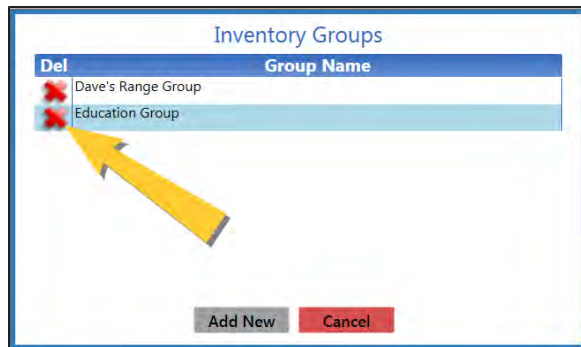 Inventory Groups
Del Group Name
Dave's Range Group
Education Group
Add New Cancel